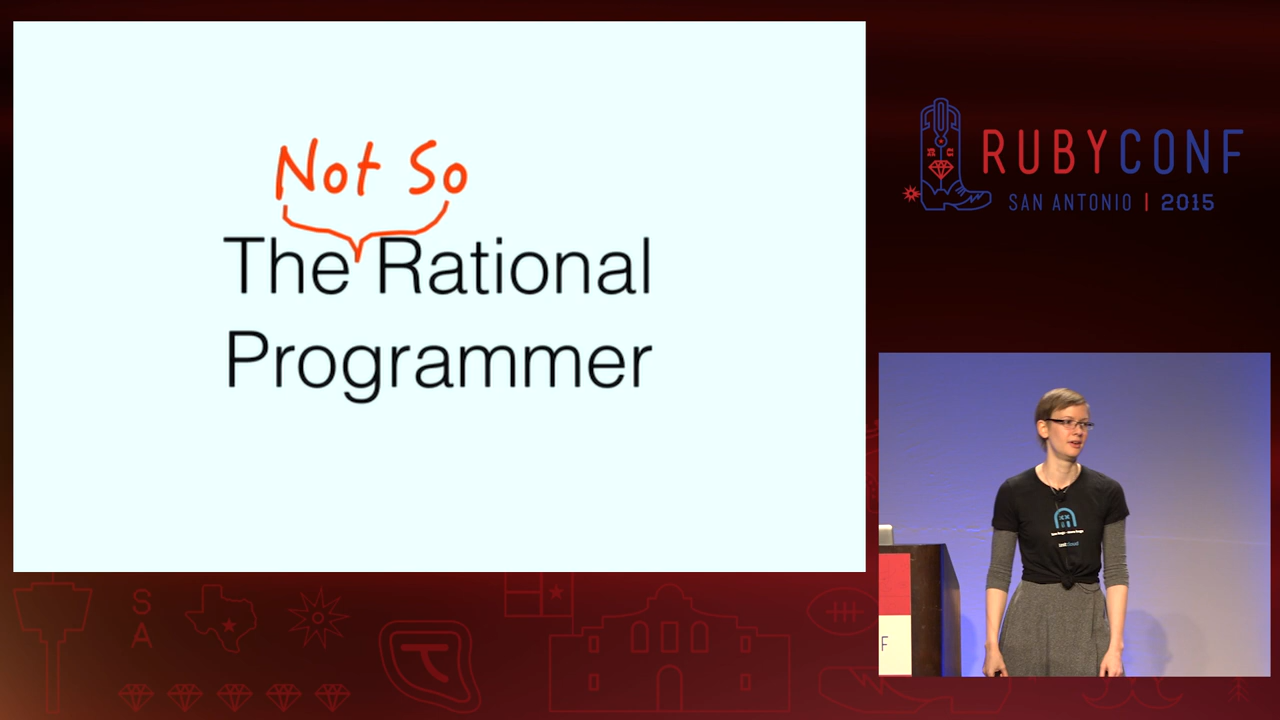 Not So
The Rational
Programmer
RUBYCONF
SAN ANTONIO | 2015
S
A
F